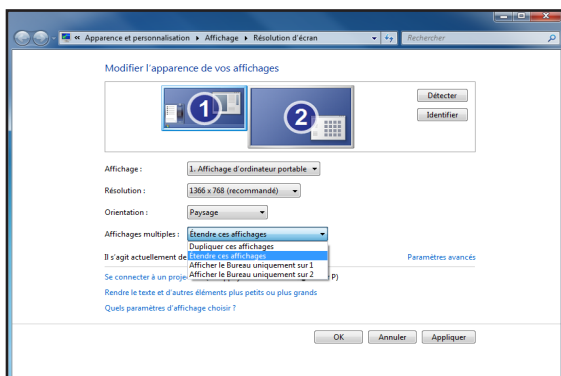 « Apparence et personnalisation ▸ Affichage ▸ Résolution d'écran
Rechercher
Modifier l'apparence de vos affichages
1
2
Détecter
Identifier
Affichage :
1. Affichage d'ordinateur portable
Résolution :
1366 x 768 (recommandé)
Orientation :
Paysage
Affichages multiples :
Étendre ces affichages
Dupliquer ces affichages
Étendre ces affichages
Afficher le Bureau uniquement sur 1
Afficher le Bureau uniquement sur 2
Il s'agit actuellement de
Paramètres avancés
Se connecter à un proje
P)
Rendre le texte et d'autres éléments plus petits ou plus grands
Quels paramètres d'affichage choisir ?
OK
Annuler
Appliquer